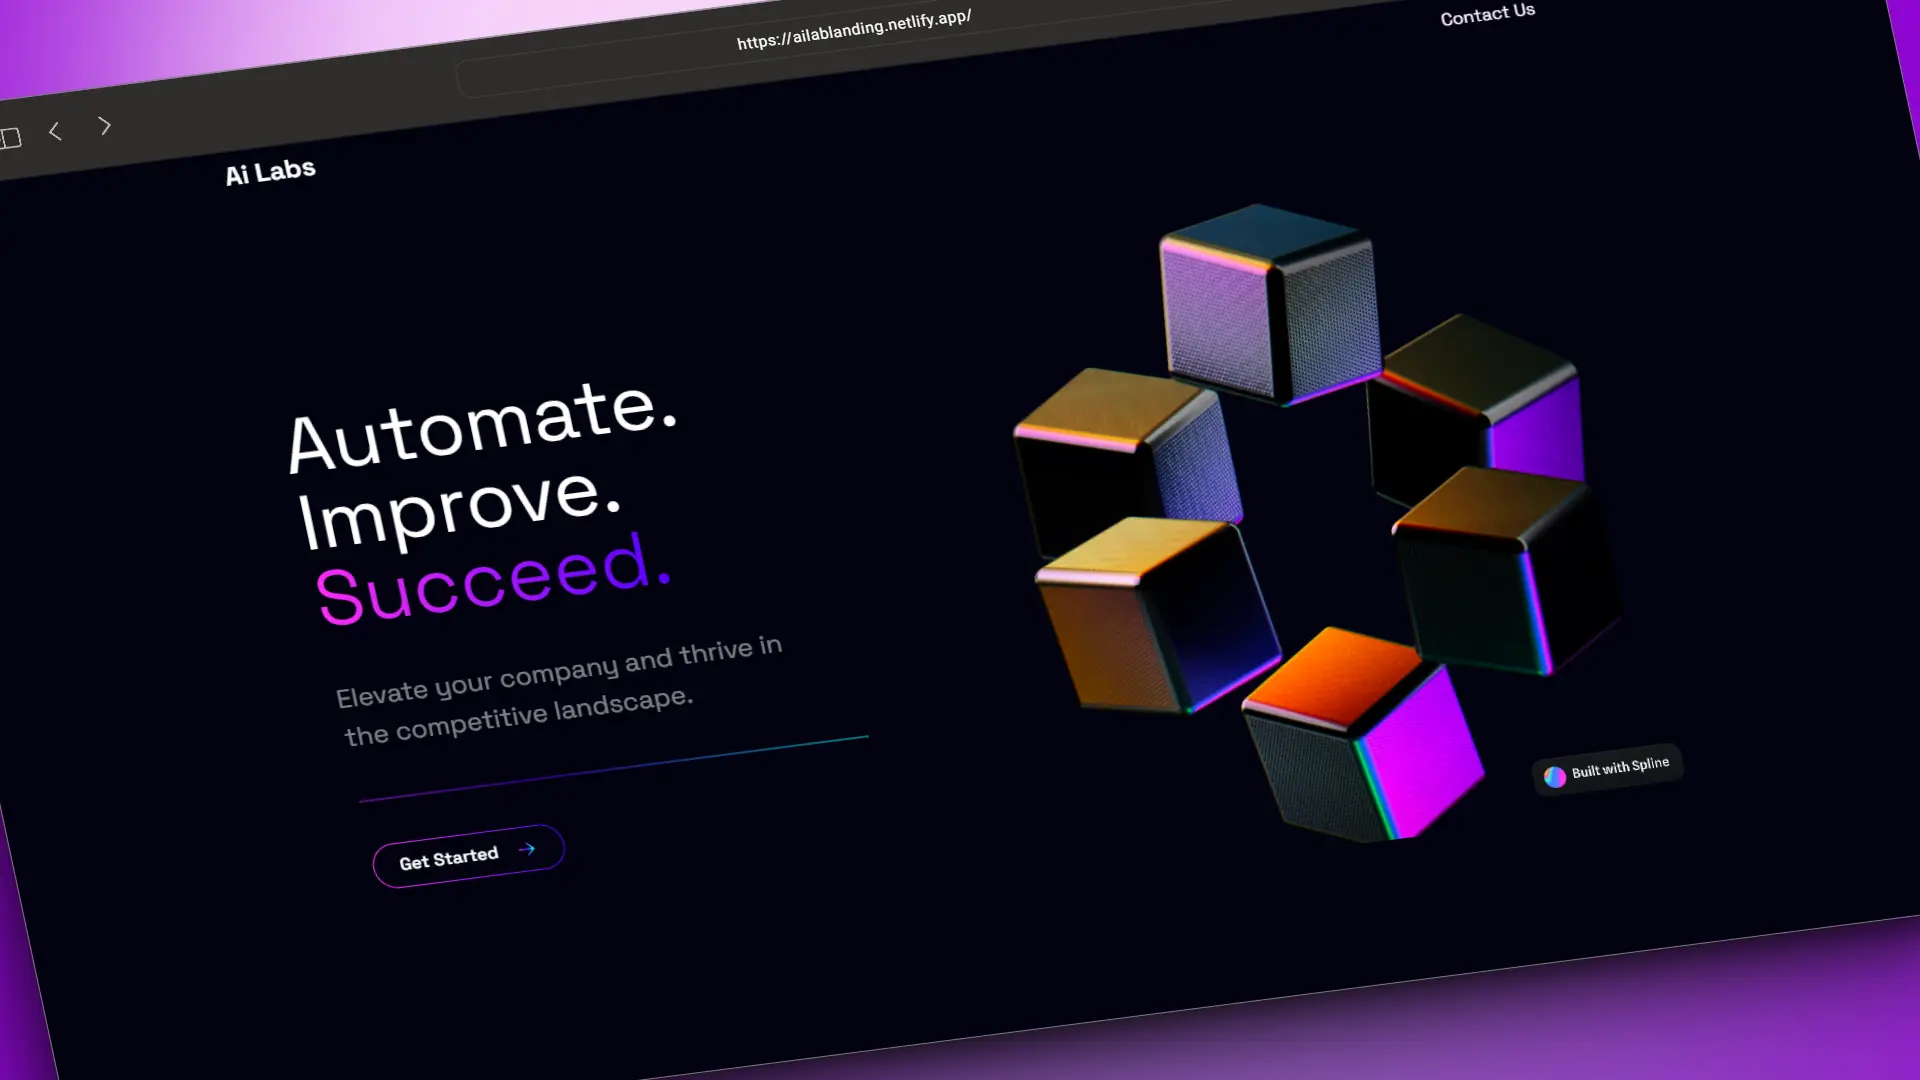 https://ailablanding.netlify.app/
Contact Us
Ai Labs
Automate.
Improve.
Succeed.
Elevate your company and thrive in
the competitive landscape.
Get Started
Built with Spline